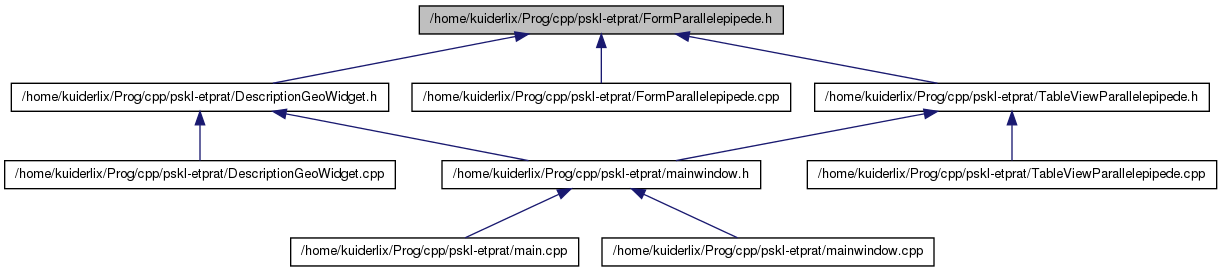 /home/kuiderlix/Prog/cpp/pskl-etprat/FormParallelepipede.h
/home/kuiderlix/Prog/cpp/pskl-etprat/DescriptionGeoWidget.h
/home/kuiderlix/Prog/cpp/pskl-etprat/FormParallelepipede.cpp
/home/kuiderlix/Prog/cpp/pskl-etprat/TableViewParallelepipede.h
/home/kuiderlix/Prog/cpp/pskl-etprat/DescriptionGeoWidget.cpp
/home/kuiderlix/Prog/cpp/pskl-etprat/mainwindow.h
/home/kuiderlix/Prog/cpp/pskl-etprat/TableViewParallelepipede.cpp
/home/kuiderlix/Prog/cpp/pskl-etprat/main.cpp
/home/kuiderlix/Prog/cpp/pskl-etprat/mainwindow.cpp